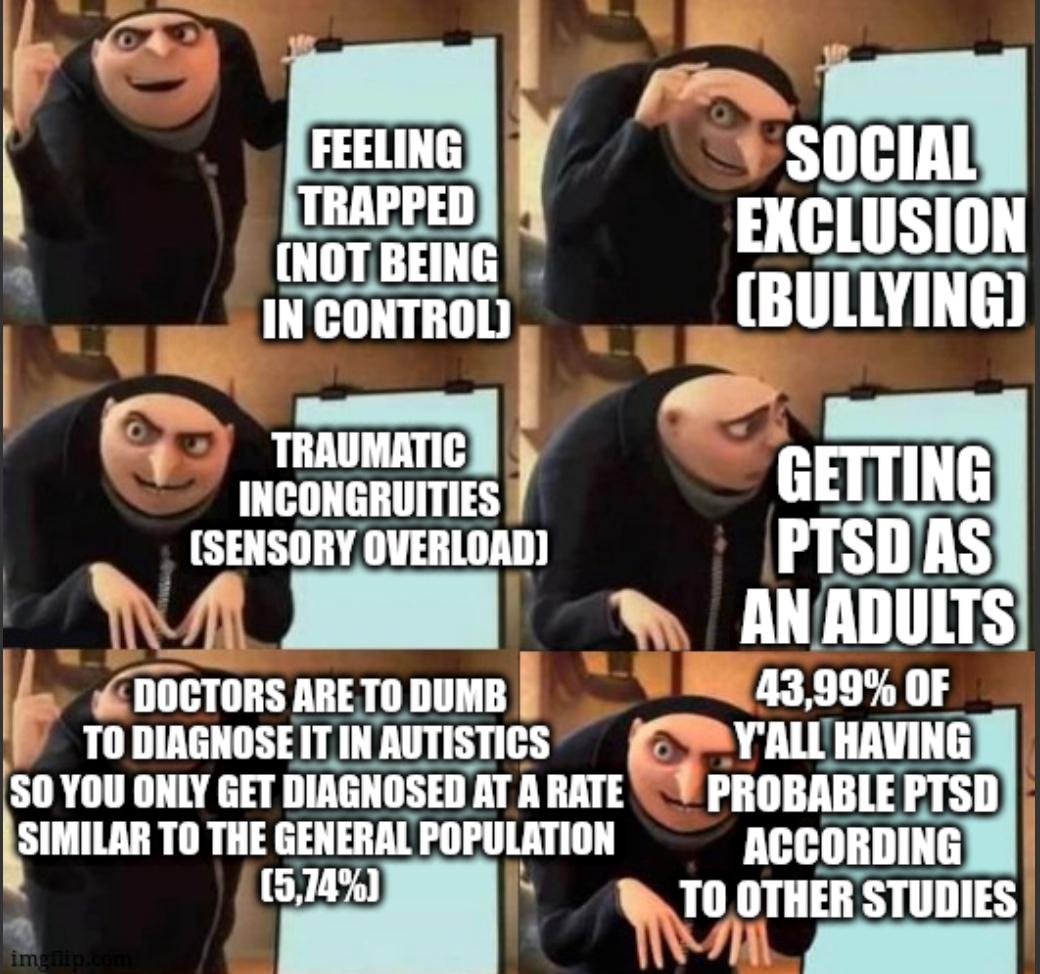 FEELING
TRAPPED
(NOT BEING
IN CONTROL)
SOCIAL
EXCLUSION
(BULLYING)
TRAUMATIC
INCONGRUITIES
(SENSORY OVERLOAD)
GETTING
PTSD AS
AN ADULTS
DOCTORS ARE TO DUMB
TO DIAGNOSE IT IN AUTISTICS
SO YOU ONLY GET DIAGNOSED AT A RATE
SIMILAR TO THE GENERAL POPULATION
(5,74%)
43,99% OF
Y'ALL HAVING
PROBABLE PTSD
ACCORDING
TO OTHER STUDIES
imgflip.com